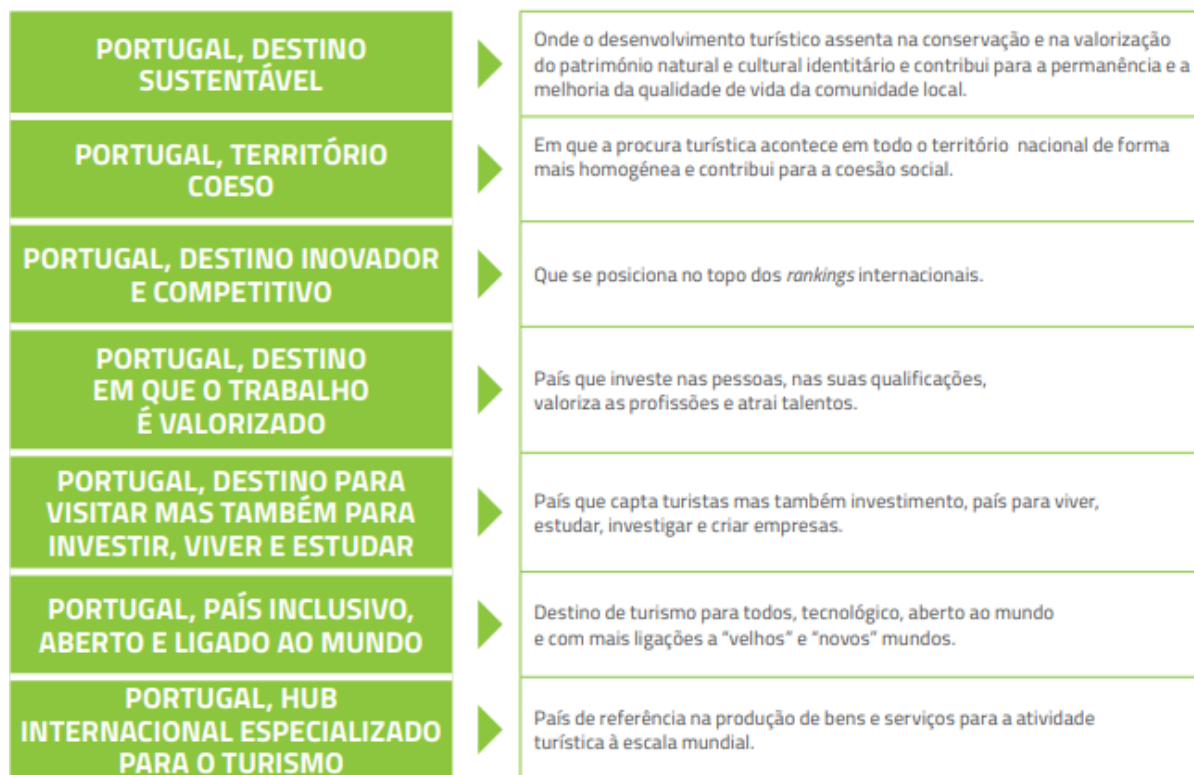 PORTUGAL, DESTINO
SUSTENTÁVEL
Onde o desenvolvimento turístico assenta na conservação e na valorização
do património natural e cultural identitário e contribui para a permanência e a
melhoria da qualidade de vida da comunidade local.
PORTUGAL, TERRITÓRIO
COESO
Em que a procura turística acontece em todo o território nacional de forma
mais homogénea e contribui para a coesão social.
PORTUGAL, DESTINO INOVADOR
E COMPETITIVO
Que se posiciona no topo dos rankings internacionais.
PORTUGAL, DESTINO
EM QUE O TRABALHO
É VALORIZADO
País que investe nas pessoas, nas suas qualificações,
valoriza as profissões e atrai talentos.
PORTUGAL, DESTINO PARA
VISITAR MAS TAMBÉM PARA
INVESTIR, VIVER E ESTUDAR
País que capta turistas mas também investimento, país para viver,
estudar, investigar e criar empresas.
PORTUGAL, PAÍS INCLUSIVO,
ABERTO E LIGADO AO MUNDO
Destino de turismo para todos, tecnológico, aberto ao mundo
e com mais ligações a “velhos” e “novos” mundos.
PORTUGAL, HUB
INTERNACIONAL ESPECIALIZADO
PARA O TURISMO
País de referência na produção de bens e serviços para a atividade
turística à escala mundial.